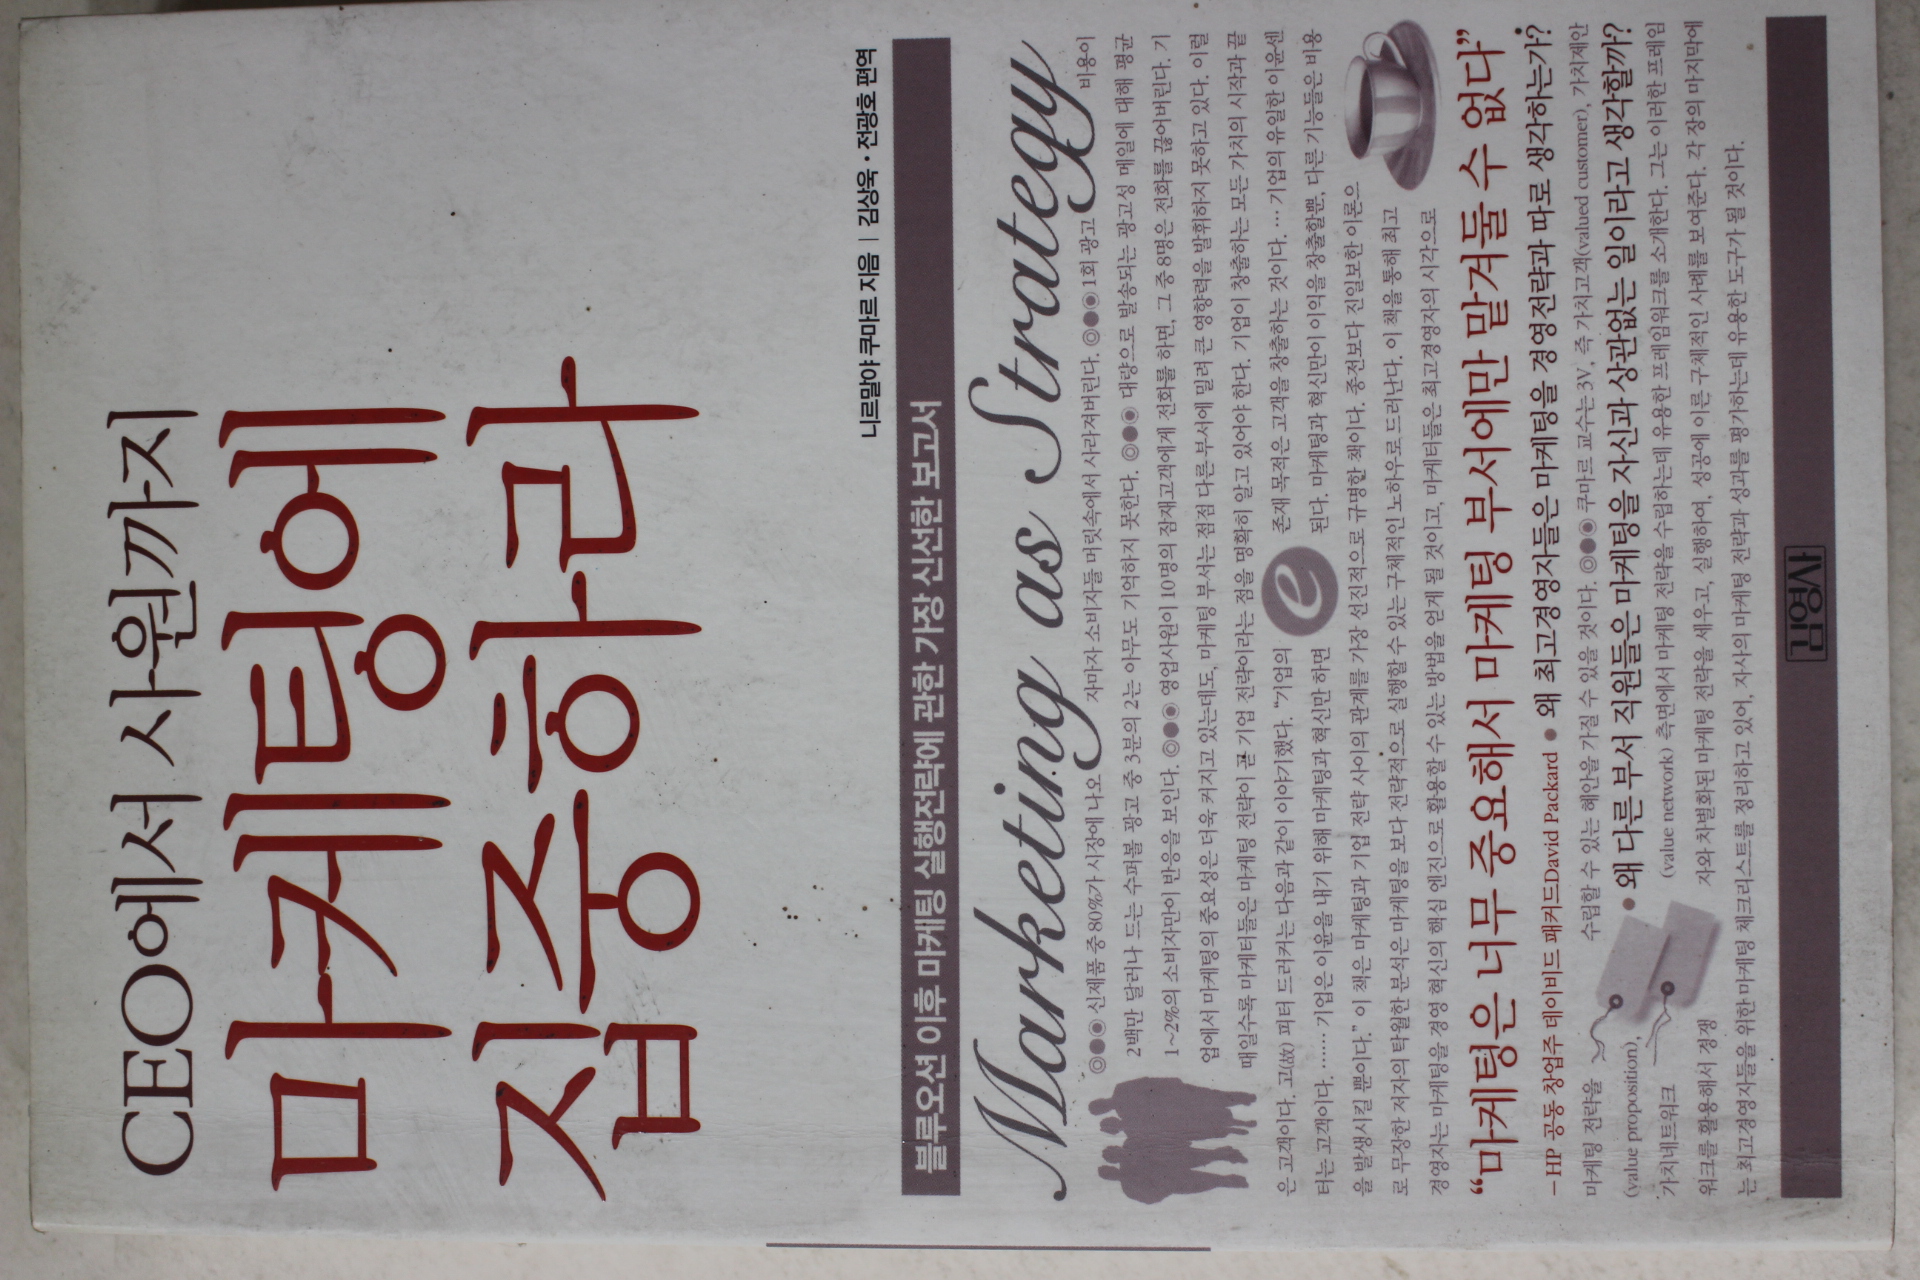 CEO에서 사원까지
마케팅에
집중하라
니르말야 쿠마르 지음 | 김상욱 · 전광호 편역
블루오션 이후 마케팅 실행전략에 관한 가장 신선한 보고서
Marketing as Strategy
◎●◉ 신제품 중 80%가 시장에 나오자마자 소비자들 머릿속에서 사라져버린다. ◎●◉ 1회 광고 비용이
2백만 달러나 드는 수퍼볼 광고 중 3분의 2는 아무도 기억하지 못한다. ◎●◉ 대량으로 발송되는 광고성 메일에 대해 평균
1~2%의 소비자만이 반응을 보인다. ◎●◉ 영업사원이 10명의 잠재고객에게 전화를 하면, 그 중 8명은 전화를 끊어버린다. 기
업에서 마케팅의 중요성은 더욱 커지고 있는데도, 마케팅 부서는 점점 다른 부서에 밀려 큰 영향력을 발휘하지 못하고 있다. 이럴
때일수록 마케터들은 마케팅 전략이 곧 기업 전략이라는 점을 명확히 알고 있어야 한다. 기업이 창출하는 모든 가치의 시작과 끝
은 고객이다. 고(故) 피터 드러커는 다음과 같이 이야기했다. “기업의 존재 목적은 고객을 창출하는 것이다. … 기업의 유일한 이윤센
터는 고객이다. …… 기업은 이윤을 내기 위해 마케팅과 혁신만 하면 된다. 마케팅과 혁신만이 이익을 창출할뿐, 다른 기능들은 비용
을 발생시킬 뿐이다.” 이 책은 마케팅과 기업 전략 사이의 관계를 가장 선진적으로 규명한 책이다. 종전보다 진일보한 이론으
로 무장한 저자의 탁월한 분석은 마케팅을 보다 전략적으로 실행할 수 있는 구체적인 노하우로 드러난다. 이 책을 통해 최고
경영자는 마케팅을 경영 혁신의 핵심 엔진으로 활용할 수 있는 방법을 얻게 될 것이고, 마케터들은 최고경영자의 시각으로
“마케팅은 너무 중요해서 마케팅 부서에만 맡겨둘 수 없다”
– HP 공동 창업주 데이비드 패커드David Packard ● 왜 최고경영자들은 마케팅을 경영전략과 따로 생각하는가?
마케팅 전략을 수립할 수 있는 혜안을 가질 수 있을 것이다. ◎●◉ 쿠마르 교수는 3V, 즉 가치고객(valued customer), 가치제안
(value proposition), ● 왜 다른 부서 직원들은 마케팅을 자신과 상관없는 일이라고 생각할까?
가치네트워크 (value network) 측면에서 마케팅 전략을 수립하는데 유용한 프레임워크를 소개한다. 그는 이러한 프레임
워크를 활용해서 경쟁자와 차별화된 마케팅 전략을 세우고, 실행하여, 성공에 이른 구체적인 사례를 보여준다. 각 장의 마지막에
는 최고경영자들을 위한 마케팅 체크리스트를 정리하고 있어, 자사의 마케팅 전략과 성과를 평가하는데 유용한 도구가 될 것이다.
김영사